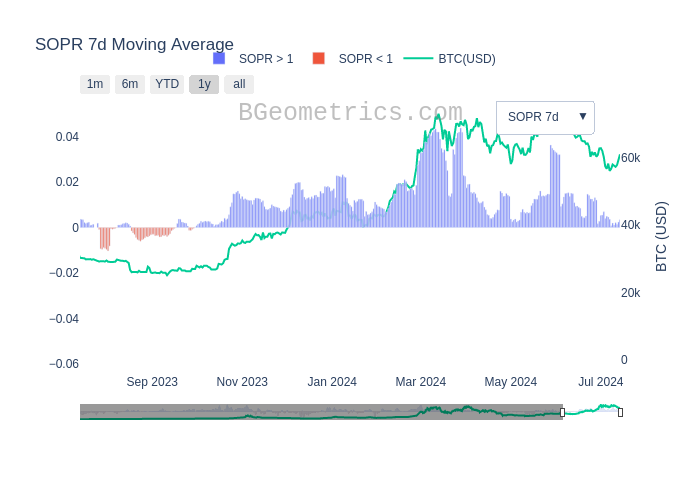 SOPR 7d Moving Average
SOPR > 1
SOPR < 1
BTC(USD)
1m
6m
YTD
1y
all
BGeometrics.com
SOPR 7d
▼
0.04
0.02
0
−0.02
−0.04
−0.06
60k
40k
20k
0
BTC (USD)
Sep 2023
Nov 2023
Jan 2024
Mar 2024
May 2024
Jul 2024